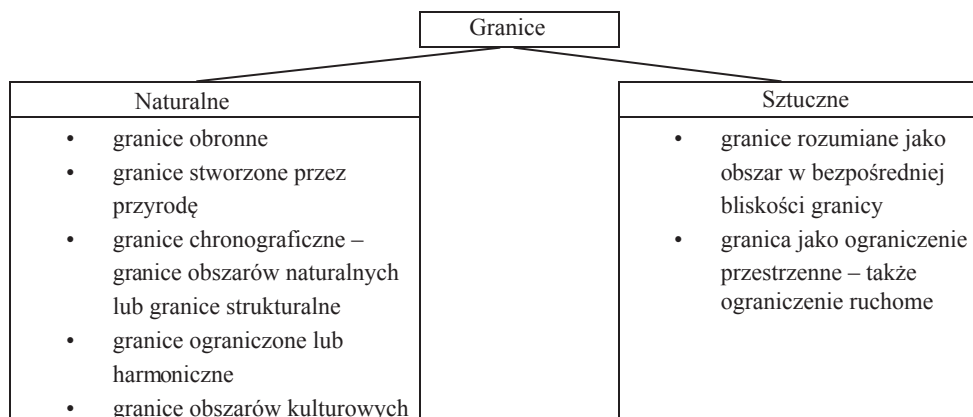 Granice
Naturalne
• granice obronne
• granice stworzone przez
przyrodę
• granice chronograficzne –
granice obszarów naturalnych
lub granice strukturalne
• granice ograniczone lub
harmoniczne
• granice obszarów kulturowych
Sztuczne
• granice rozumiane jako
obszar w bezpośredniej
bliskości granicy
• granica jako ograniczenie
przestrzenne – także
ograniczenie ruchome